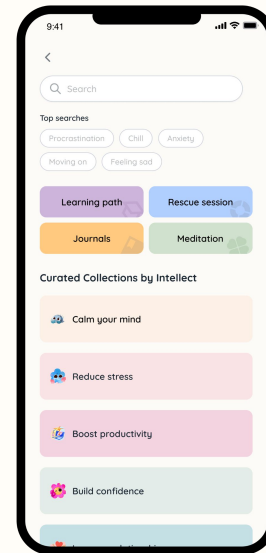 9:41
Search
Top searches
Procrastination Chill Anxiety
Moving on Feeling sad
Learning path Rescue session
Journals Meditation
Curated Collections by Intellect
Calm your mind
Reduce stress
Boost productivity
Build confidence